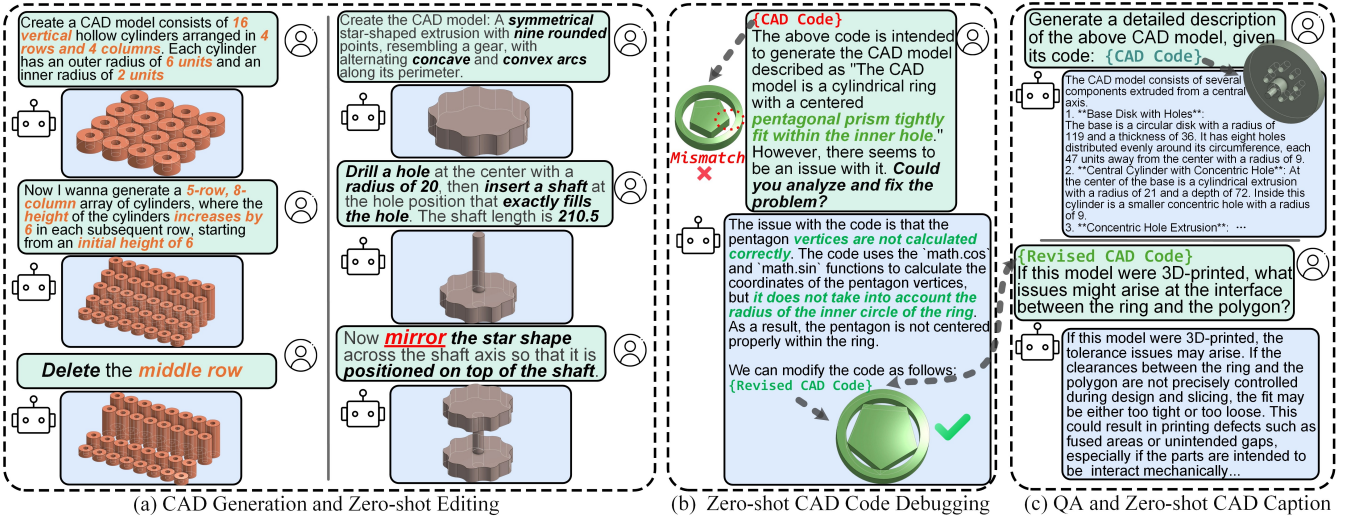 Create a CAD model consists of 16
vertical hollow cylinders arranged in 4
rows and 4 columns. Each cylinder
has an outer radius of 6 units and an
inner radius of 2 units
Now I wanna generate a 5-row, 8-
column array of cylinders, where the
height of the cylinders increases by
6 in each subsequent row, starting
from an initial height of 6
Delete the middle row
Create the CAD model: A symmetrical
star-shaped extrusion with nine rounded
points, resembling a gear, with
alternating concave and convex arcs
along its perimeter.
Drill a hole at the center with a
radius of 20, then insert a shaft at
the hole position that exactly fills
the hole. The shaft length is 210.5
Now mirror the star shape
across the shaft axis so that it is
positioned on top of the shaft.
(a) CAD Generation and Zero-shot Editing
{CAD Code}
The above code is intended
to generate the CAD model
described as "The CAD
model is a cylindrical ring
with a centered
pentagonal prism tightly
fit within the inner hole."
However, there seems to
be an issue with it. Could
you analyze and fix the
problem?
Mismatch
The issue with the code is that the
pentagon vertices are not calculated
correctly. The code uses the `math.cos`
and `math.sin` functions to calculate the
coordinates of the pentagon vertices,
but it does not take into account the
radius of the inner circle of the ring.
As a result, the pentagon is not centered
properly within the ring.
We can modify the code as follows:
{Revised CAD Code}
(b) Zero-shot CAD Code Debugging
Generate a detailed description
of the above CAD model, given
its code: {CAD Code}
The CAD model consists of several
components extruded from a central
axis.
1. **Base Disk with Holes**:
The base is a circular disk with a radius of
119 and a thickness of 36. It has eight holes
distributed evenly around its circumference, each
47 units away from the center with a radius of 9.
2. **Central Cylinder with Concentric Hole**: At
the center of the base is a cylindrical extrusion
with a radius of 21 and a depth of 72. Inside this
cylinder is a smaller concentric hole with a radius
of 9.
3. **Concentric Hole Extrusion**: ···
{Revised CAD Code}
If this model were 3D-printed, what
issues might arise at the interface
between the ring and the polygon?
If this model were 3D-printed, the
tolerance issues may arise. If the
clearances between the ring and the
polygon are not precisely controlled
during design and slicing, the fit may
be either too tight or too loose. This
could result in printing defects such as
fused areas or unintended gaps,
especially if the parts are intended to
be interact mechanically...
(c) QA and Zero-shot CAD Caption